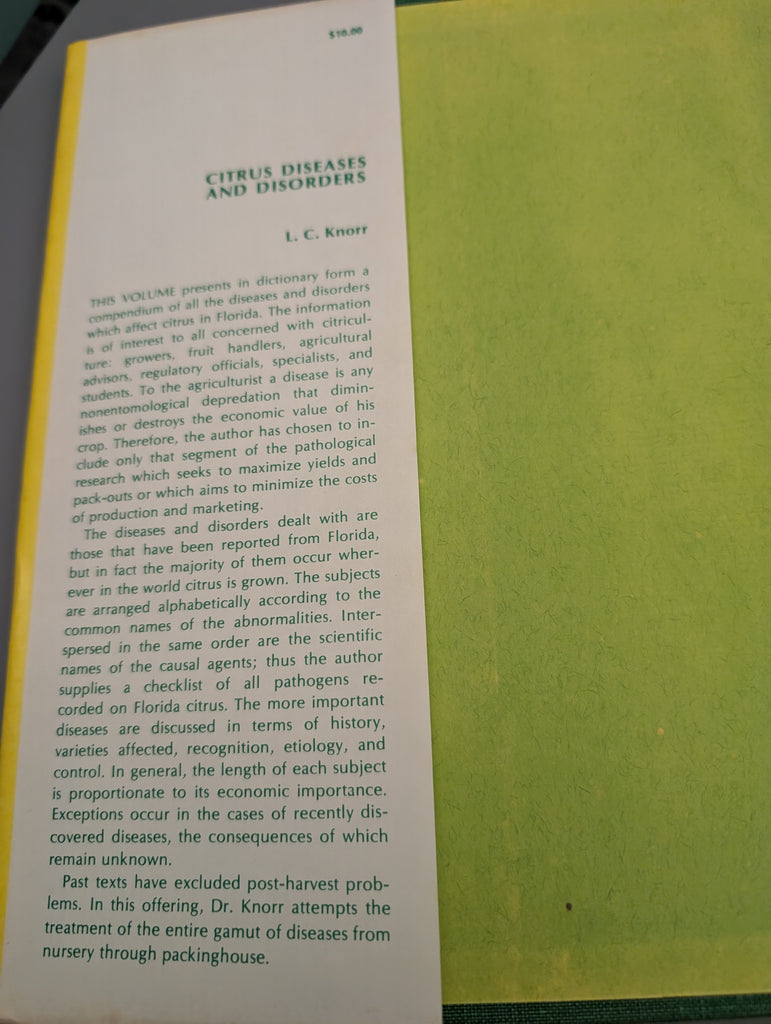 $10.00
CITRUS DISEASES
AND DISORDERS
L. C. Knorr
THIS VOLUME presents in dictionary form a
compendium of all the diseases and disorders
which affect citrus in Florida. The information
is of interest to all concerned with citricul-
ture: growers, fruit handlers, agricultural
advisors, regulatory officials, specialists, and
students. To the agriculturist a disease is any
nonentomological depredation that dimin-
ishes or destroys the economic value of his
crop. Therefore, the author has chosen to in-
clude only that segment of the pathological
research which seeks to maximize yields and
pack-outs or which aims to minimize the costs
of production and marketing.
The diseases and disorders dealt with are
those that have been reported from Florida,
but in fact the majority of them occur wher-
ever in the world citrus is grown. The subjects
are arranged alphabetically according to the
common names of the abnormalities. Inter-
spersed in the same order are the scientific
names of the causal agents; thus the author
supplies a checklist of all pathogens re-
corded on Florida citrus. The more important
diseases are discussed in terms of history,
varieties affected, recognition, etiology, and
control. In general, the length of each subject
is proportionate to its economic importance.
Exceptions occur in the cases of recently dis-
covered diseases, the consequences of which
remain unknown.
Past texts have excluded post-harvest prob-
lems. In this offering, Dr. Knorr attempts the
treatment of the entire gamut of diseases from
nursery through packinghouse.